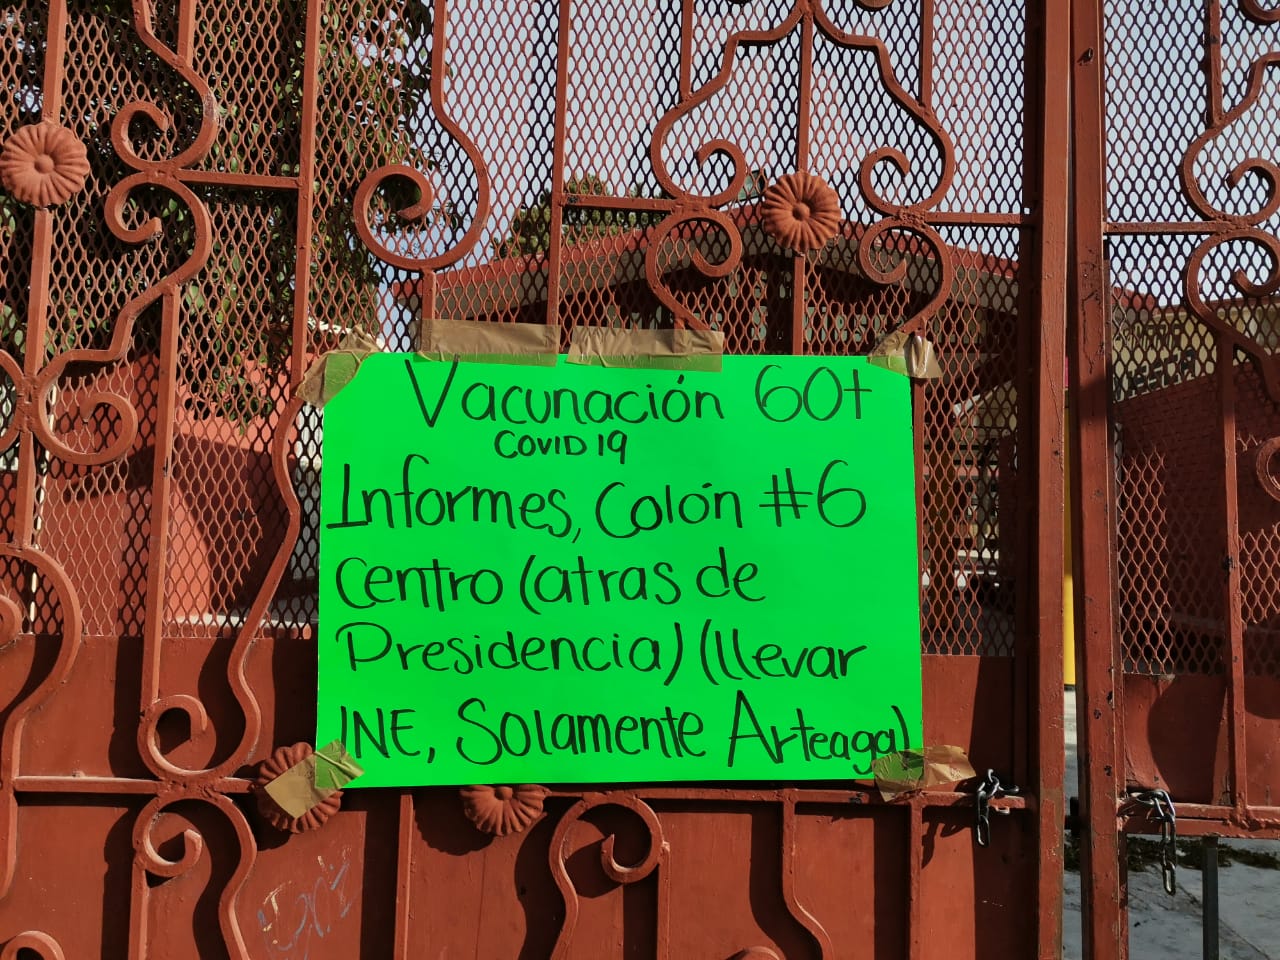 Vacunación 60+
COVID 19
Informes, Colón #6
Centro (atras de
Presidencia) (llevar
INE, Solamente Arteaga)